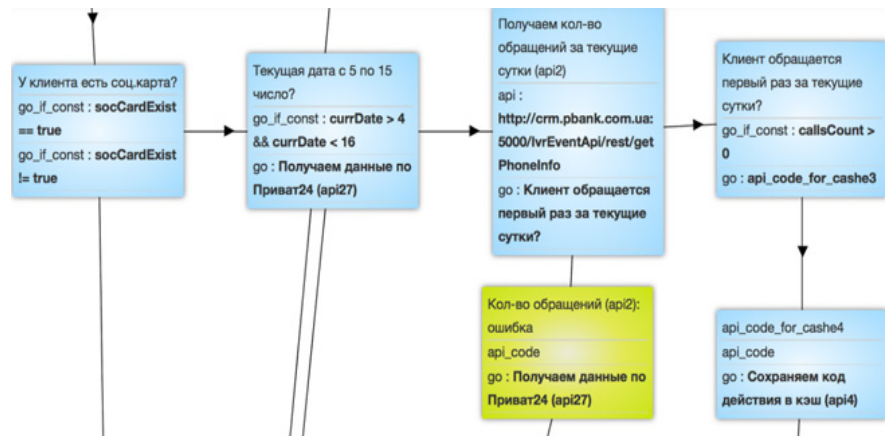 У клиента есть соц.карта?
go_if_const : socCardExist
== true
go_if_const : socCardExist
!= true
Текущая дата с 5 по 15
число?
go_if_const : currDate > 4
&& currDate < 16
go : Получаем данные по
Приват24 (api27)
Получаем кол-во
обращений за текущие
сутки (api2)
api :
http://crm.pbank.com.ua:
5000/IvrEventApi/rest/get
PhoneInfo
go : Клиент обращается
первый раз за текущие
сутки?
Клиент обращается
первый раз за текущие
сутки?
go_if_const : callsCount >
0
go : api_code_for_cashe3
Кол-во обращений (api2):
ошибка
api_code
go : Получаем данные по
Приват24 (api27)
api_code_for_cashe4
api_code
go : Сохраняем код
действия в кэш (api4)